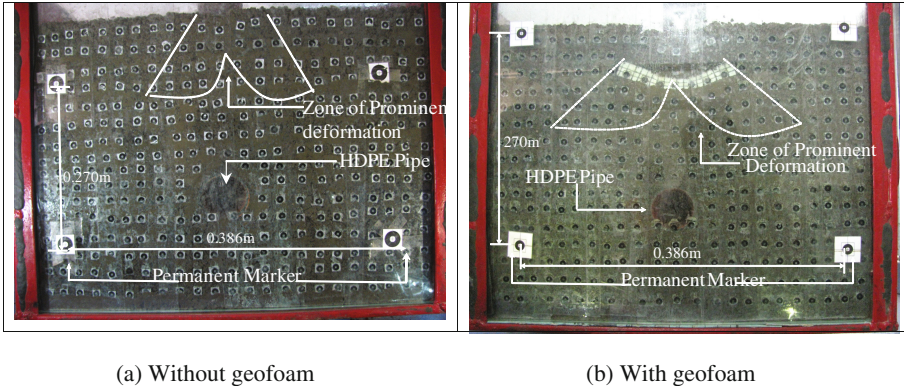 Zone of Prominen
deformation
HDPE Pipe
0.270m
0.386m
Permanent Marker
(a) Without geofoam
270m
Zone of Prominent
Deformation
HDPE Pipe
0.386m
Permanent Marker
(b) With geofoam